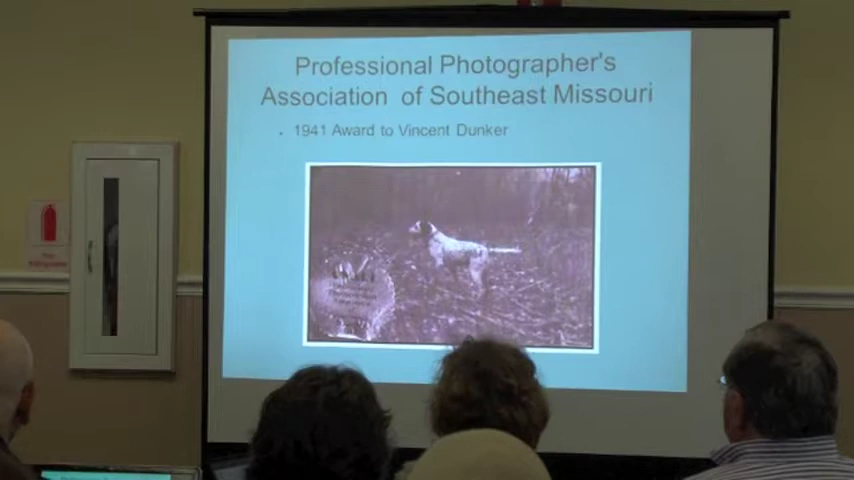 Professional Photographer's
Association of Southeast Missouri
• 1941 Award to Vincent Dunker